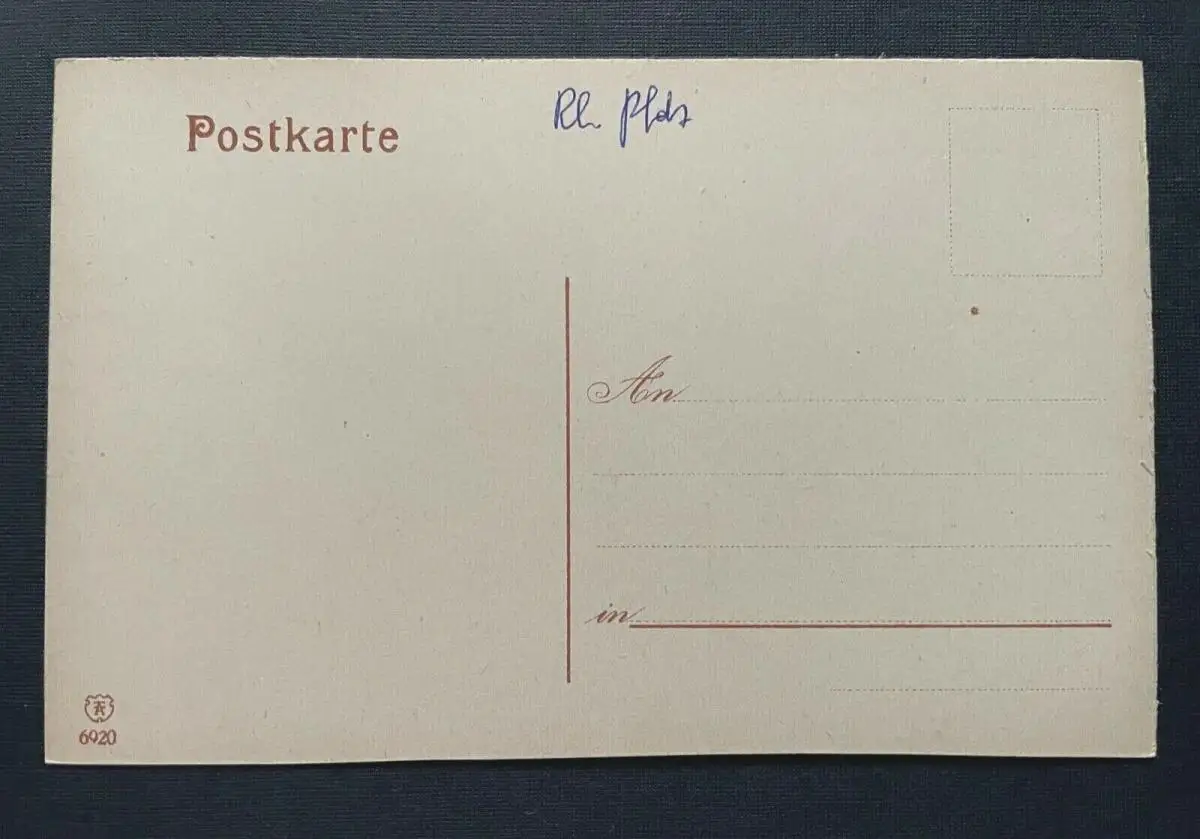 Postkarte
Rh. Pfalz
An
in
6920